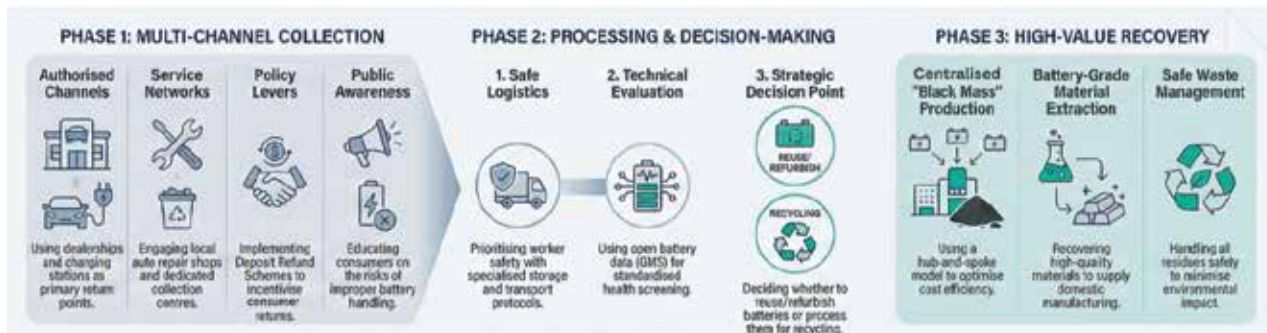 PHASE 1: MULTI-CHANNEL COLLECTION
Authorised
Channels
Using dealerships
and charging
stations as
primary return
points.
Service
Networks
Engaging local
auto repair shops
and dedicated
collection
centres.
Policy
Levers
Implementing
Deposit Refund
Schemes to
incentivise
consumer
returns.
Public
Awareness
Educating
consumers on
the risks of
improper battery
handling.
PHASE 2: PROCESSING & DECISION-MAKING
1. Safe
Logistics
Prioritising worker
safety with
specialised storage
and transport
protocols.
2. Technical
Evaluation
Using open battery
data (GMS) for
standardised
health screening.
3. Strategic
Decision Point
REUSE/
REFURBISH
RECYCLING
Deciding whether to
reuse/refurbish
batteries or process
them for recycling.
PHASE 3: HIGH-VALUE RECOVERY
Centralised
"Black Mass"
Production
Using a
hub-and-spoke
model to optimise
cost efficiency.
Battery-Grade
Material
Extraction
Recovering
high-quality
materials to supply
domestic
manufacturing.
Safe Waste
Management
Handling all
residues safely to
minimise
environmental
impact.